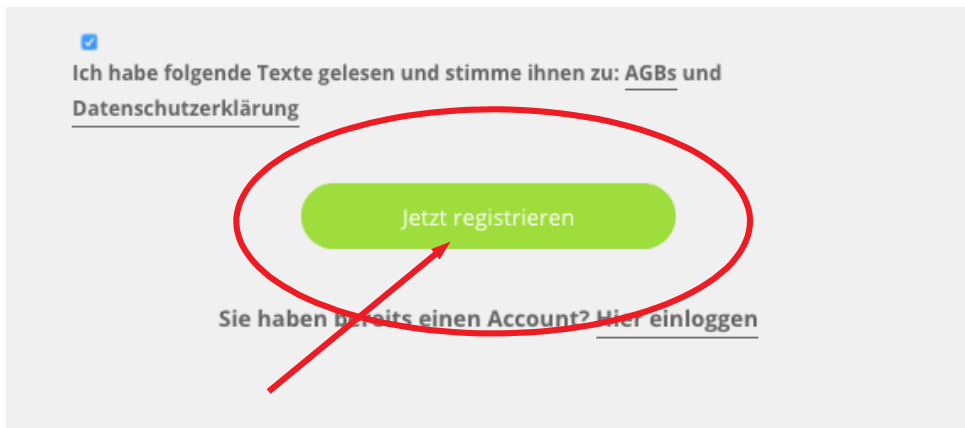 Ich habe folgende Texte gelesen und stimme ihnen zu: AGBs und
Datenschutzerklärung
Jetzt registrieren
Sie haben bereits einen Account? Hier einloggen